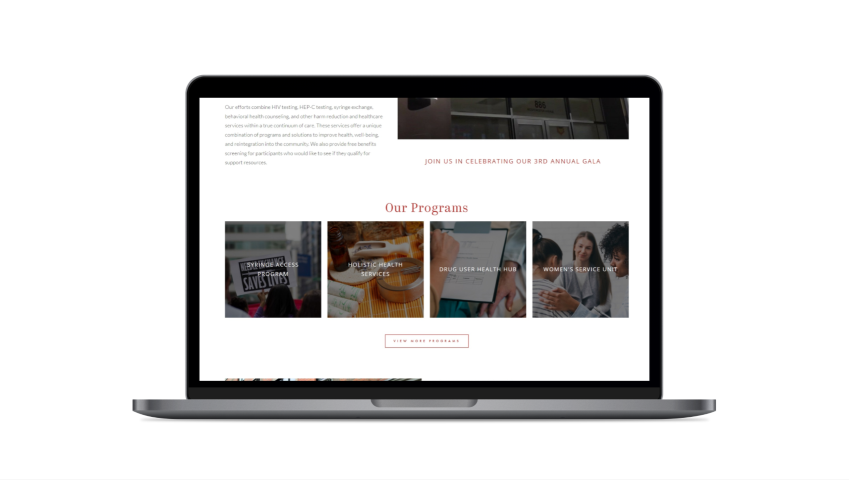 Our efforts combine HIV testing, HEP-C testing, syringe exchange,
behavioral health counseling, and other harm reduction and healthcare
services within a true continuum of care. These services offer a unique
combination of programs and solutions to improve health, well-being,
and reintegration into the community. We also provide free benefits
screening for participants who would like to see if they qualify for
support resources.
JOIN US IN CELEBRATING OUR 3RD ANNUAL GALA
Our Programs
SYRINGE ACCESS
PROGRAM
SAVES LIVES
HOLISTIC HEALTH
SERVICES
DRUG USER HEALTH HUB
WOMEN'S SERVICE UNIT
VIEW MORE PROGRAMS